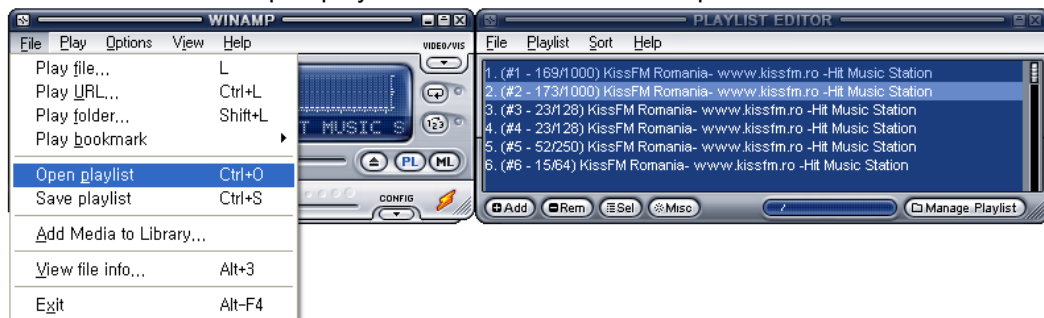 WINAMP
File Play Options View Help
VIDEO/VIS
Play file... L
Play URL... Ctrl+L
Play folder... Shift+L
Play bookmark
Open playlist Ctrl+O
Save playlist Ctrl+S
Add Media to Library...
View file info... Alt+3
Exit Alt-F4
T MUSIC S
PL
ML
CONFIG
PLAYLIST EDITOR
File Playlist Sort Help
1. (#1 - 169/1000) KissFM Romania- www.kissfm.ro -Hit Music Station
2. (#2 - 173/1000) KissFM Romania- www.kissfm.ro -Hit Music Station
3. (#3 - 23/128) KissFM Romania- www.kissfm.ro -Hit Music Station
4. (#4 - 23/128) KissFM Romania- www.kissfm.ro -Hit Music Station
5. (#5 - 52/250) KissFM Romania- www.kissfm.ro -Hit Music Station
6. (#6 - 15/64) KissFM Romania- www.kissfm.ro -Hit Music Station
Add Rem Sel Misc Manage Playlist